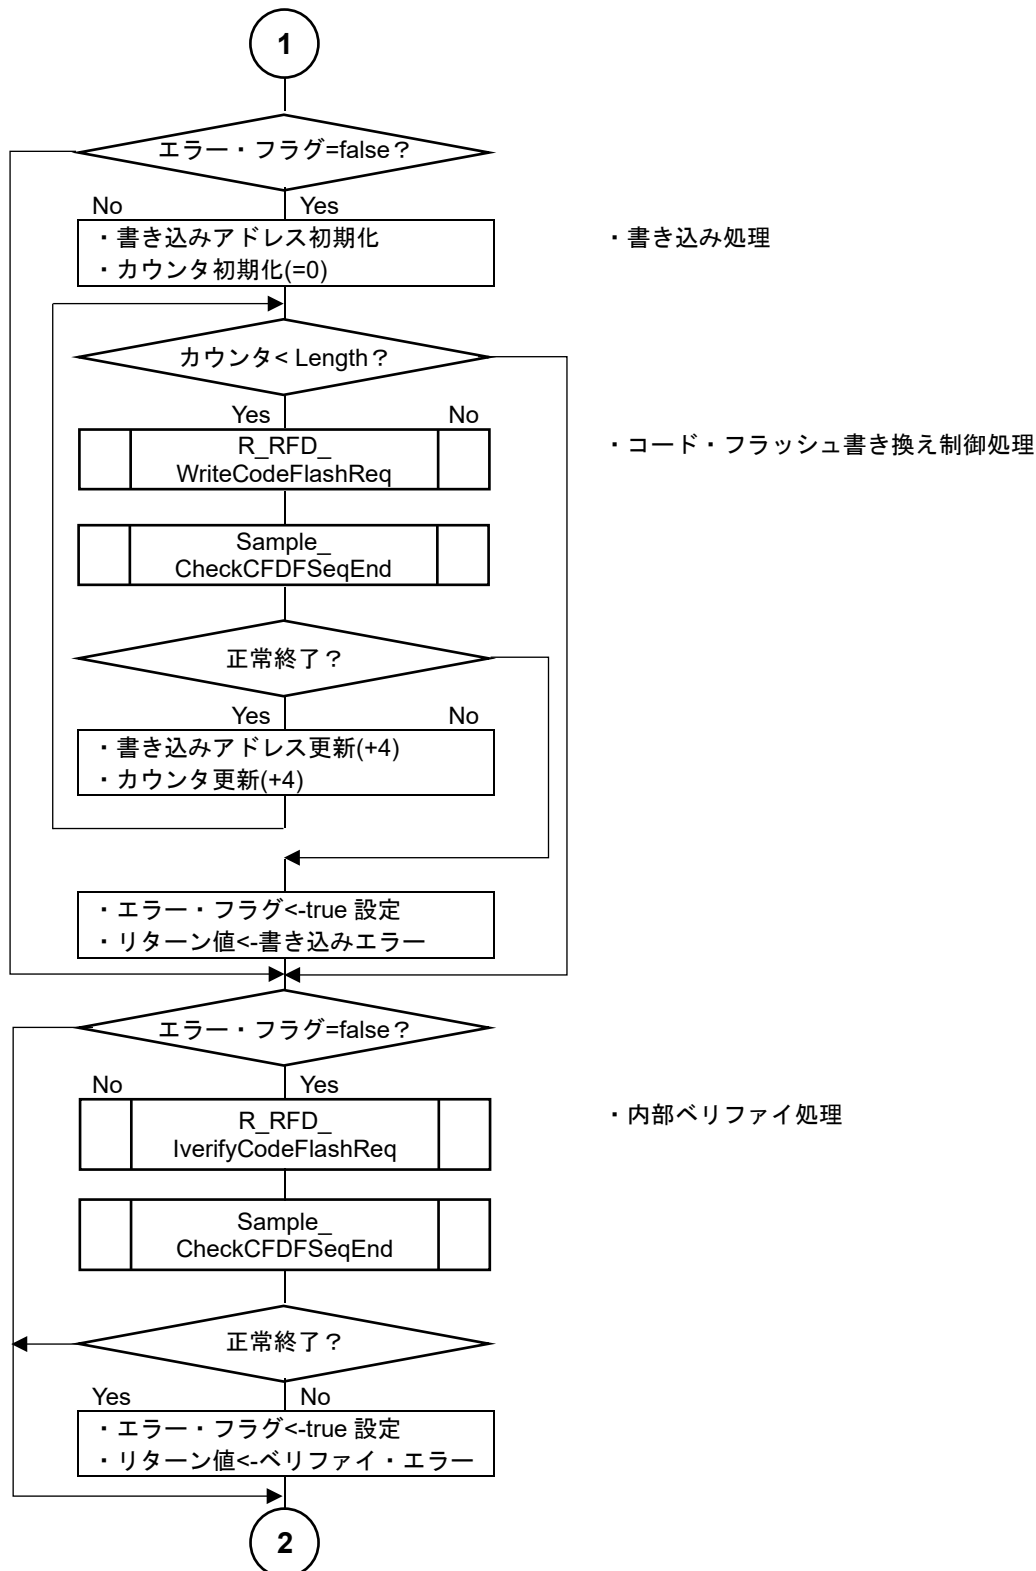 1
エラー・フラグ=false？
No
Yes
・書き込みアドレス初期化
・カウンタ初期化(=0)
・書き込み処理
カウンタ< Length？
Yes
No
R_RFD_
WriteCodeFlashReq
・コード・フラッシュ書き換え制御処理
Sample_
CheckCFDFSeqEnd
正常終了？
Yes
No
・書き込みアドレス更新(+4)
・カウンタ更新(+4)
・エラー・フラグ<-true 設定
・リターン値<-書き込みエラー
エラー・フラグ=false？
No
Yes
R_RFD_
IverifyCodeFlashReq
・内部ベリファイ処理
Sample_
CheckCFDFSeqEnd
正常終了？
Yes
No
・エラー・フラグ<-true 設定
・リターン値<-ベリファイ・エラー
2